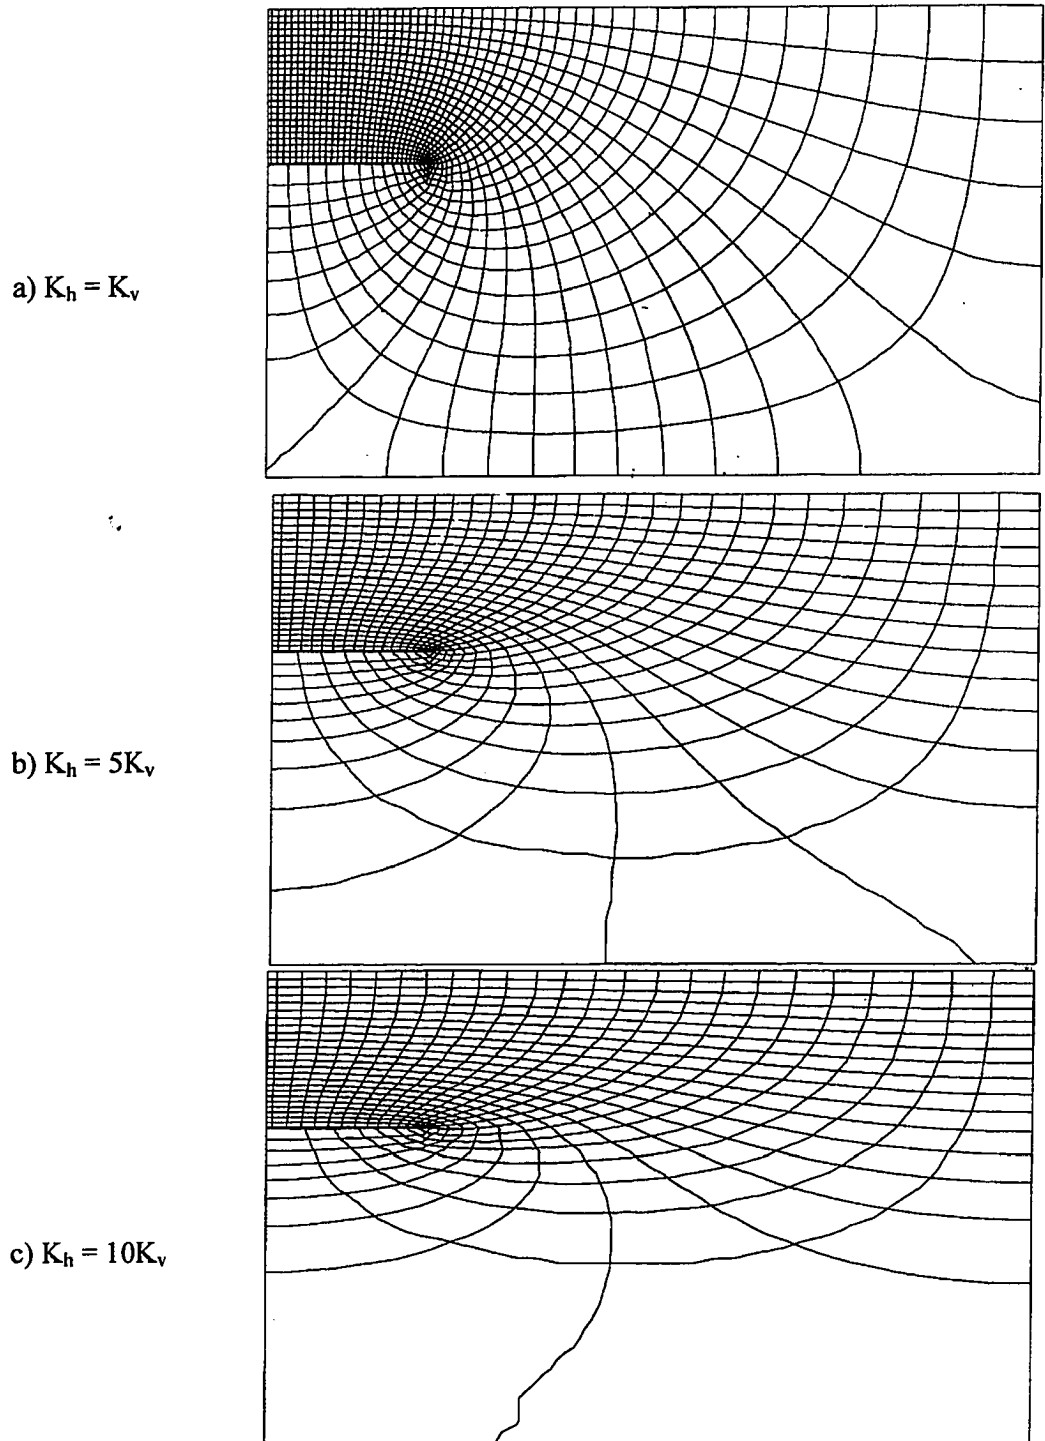 a) Kₕ = Kᵥ
b) Kₕ = 5Kᵥ
c) Kₕ = 10Kᵥ